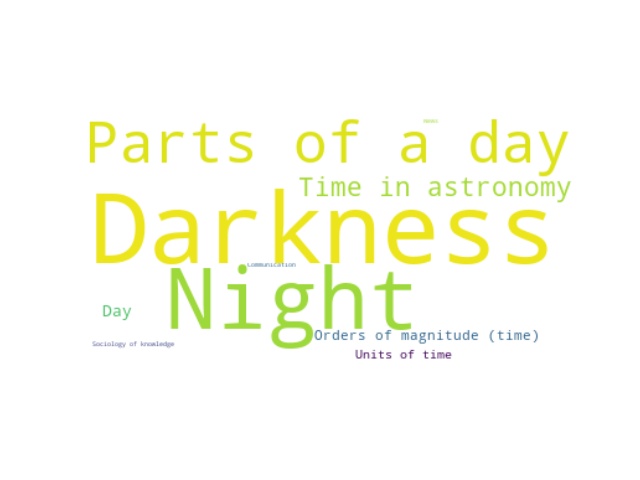 Parts of a day
Time in astronomy
Darkness
Communication
Night
Day
Orders of magnitude (time)
Sociology of knowledge
Units of time